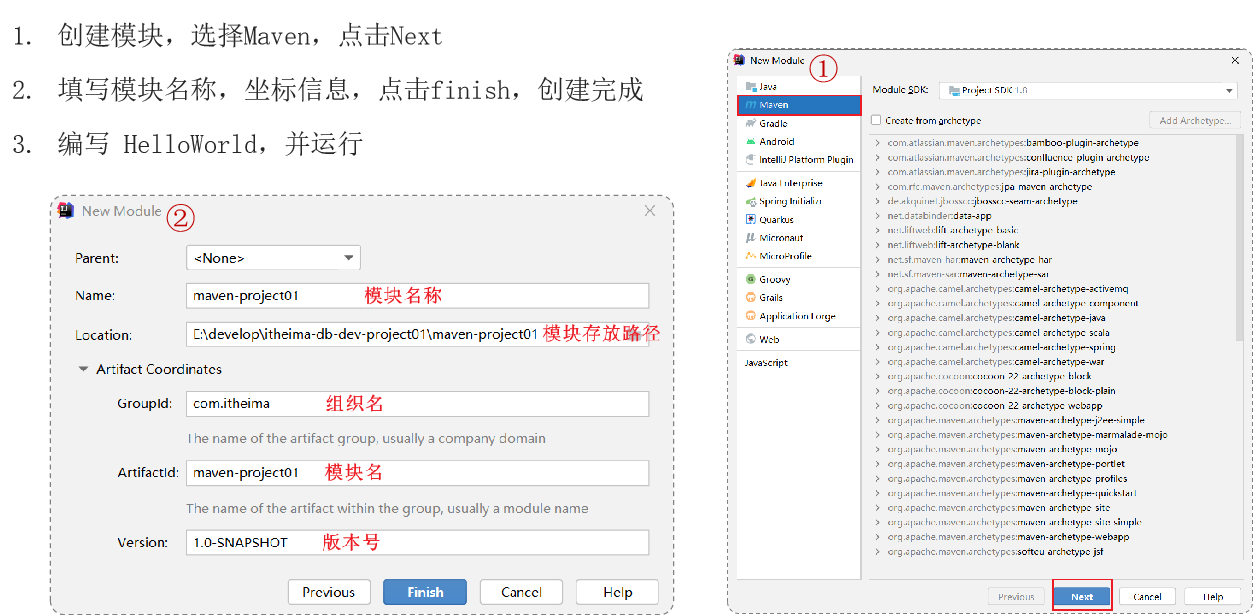 1. 创建模块，选择Maven，点击Next
2. 填写模块名称，坐标信息，点击finish，创建完成
3. 编写 HelloWorld，并运行
New Module ②
Parent: <None>
Name: maven-project01 模块名称
Location: E:\develop\itheima-db-dev-project01\maven-project01 模块存放路径
Artifact Coordinates
GroupId: com.itheima 组织名
The name of the artifact group, usually a company domain
ArtifactId: maven-project01 模块名
The name of the artifact within the group, usually a module name
Version: 1.0-SNAPSHOT 版本号
Previous Finish Cancel Help
New Module ①
Java
Maven
Gradle
Android
IntelliJ Platform Plugin
Java Enterprise
Spring Initializr
Quarkus
Micronaut
MicroProfile
Groovy
Grails
Application Forge
Web
JavaScript
Module SDK: Project SDK 1.8
Create from archetype Add Archetype...
com.atlassian.maven.archetypes:bamboo-plugin-archetype
com.atlassian.maven.archetypes:confluence-plugin-archetype
com.atlassian.maven.archetypes:jira-plugin-archetype
com.rfc.maven.archetypes:jpa-maven-archetype
de.akquinet.jbosscc:jbosscc-seam-archetype
net.databinder:data-app
net.liftweb:lift-archetype-basic
net.liftweb:lift-archetype-blank
net.sf.maven-har:maven-archetype-har
net.sf.maven-sar:maven-archetype-sar
org.apache.camel.archetypes:camel-archetype-activemq
org.apache.camel.archetypes:camel-archetype-component
org.apache.camel.archetypes:camel-archetype-java
org.apache.camel.archetypes:camel-archetype-scala
org.apache.camel.archetypes:camel-archetype-spring
org.apache.camel.archetypes:camel-archetype-war
org.apache.cocoon:cocoon-22-archetype-block
org.apache.cocoon:cocoon-22-archetype-block-plain
org.apache.cocoon:cocoon-22-archetype-webapp
org.apache.maven.archetypes:maven-archetype-j2ee-simple
org.apache.maven.archetypes:maven-archetype-marmalade-mojo
org.apache.maven.archetypes:maven-archetype-mojo
org.apache.maven.archetypes:maven-archetype-portlet
org.apache.maven.archetypes:maven-archetype-profiles
org.apache.maven.archetypes:maven-archetype-quickstart
org.apache.maven.archetypes:maven-archetype-site
org.apache.maven.archetypes:maven-archetype-site-simple
org.apache.maven.archetypes:maven-archetype-webapp
org.apache.maven.archetypes:softeu-archetype-jsf
Previous Next Cancel Help